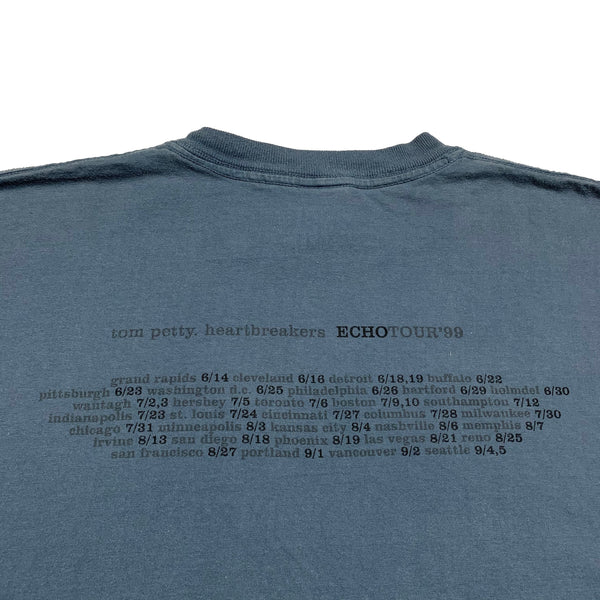 tom petty. heartbreakers ECHOTOUR'99
grand rapids 6/14 cleveland 6/16 detroit 6/18,19 buffalo 6/22
pittsburgh 6/23 washington d.c. 6/25 philadelphia 6/26 hartford 6/29 holmdel 6/30
wantagh 7/2,3 hershey 7/5 toronto 7/6 boston 7/9,10 southampton 7/12
indianapolis 7/23 st. louis 7/24 cincinnati 7/27 columbus 7/28 milwaukee 7/30
chicago 7/31 minneapolis 8/3 kansas city 8/4 nashville 8/6 memphis 8/7
irvine 8/13 san diego 8/18 phoenix 8/19 las vegas 8/21 reno 8/25
san francisco 8/27 portland 9/1 vancouver 9/2 seattle 9/4,5